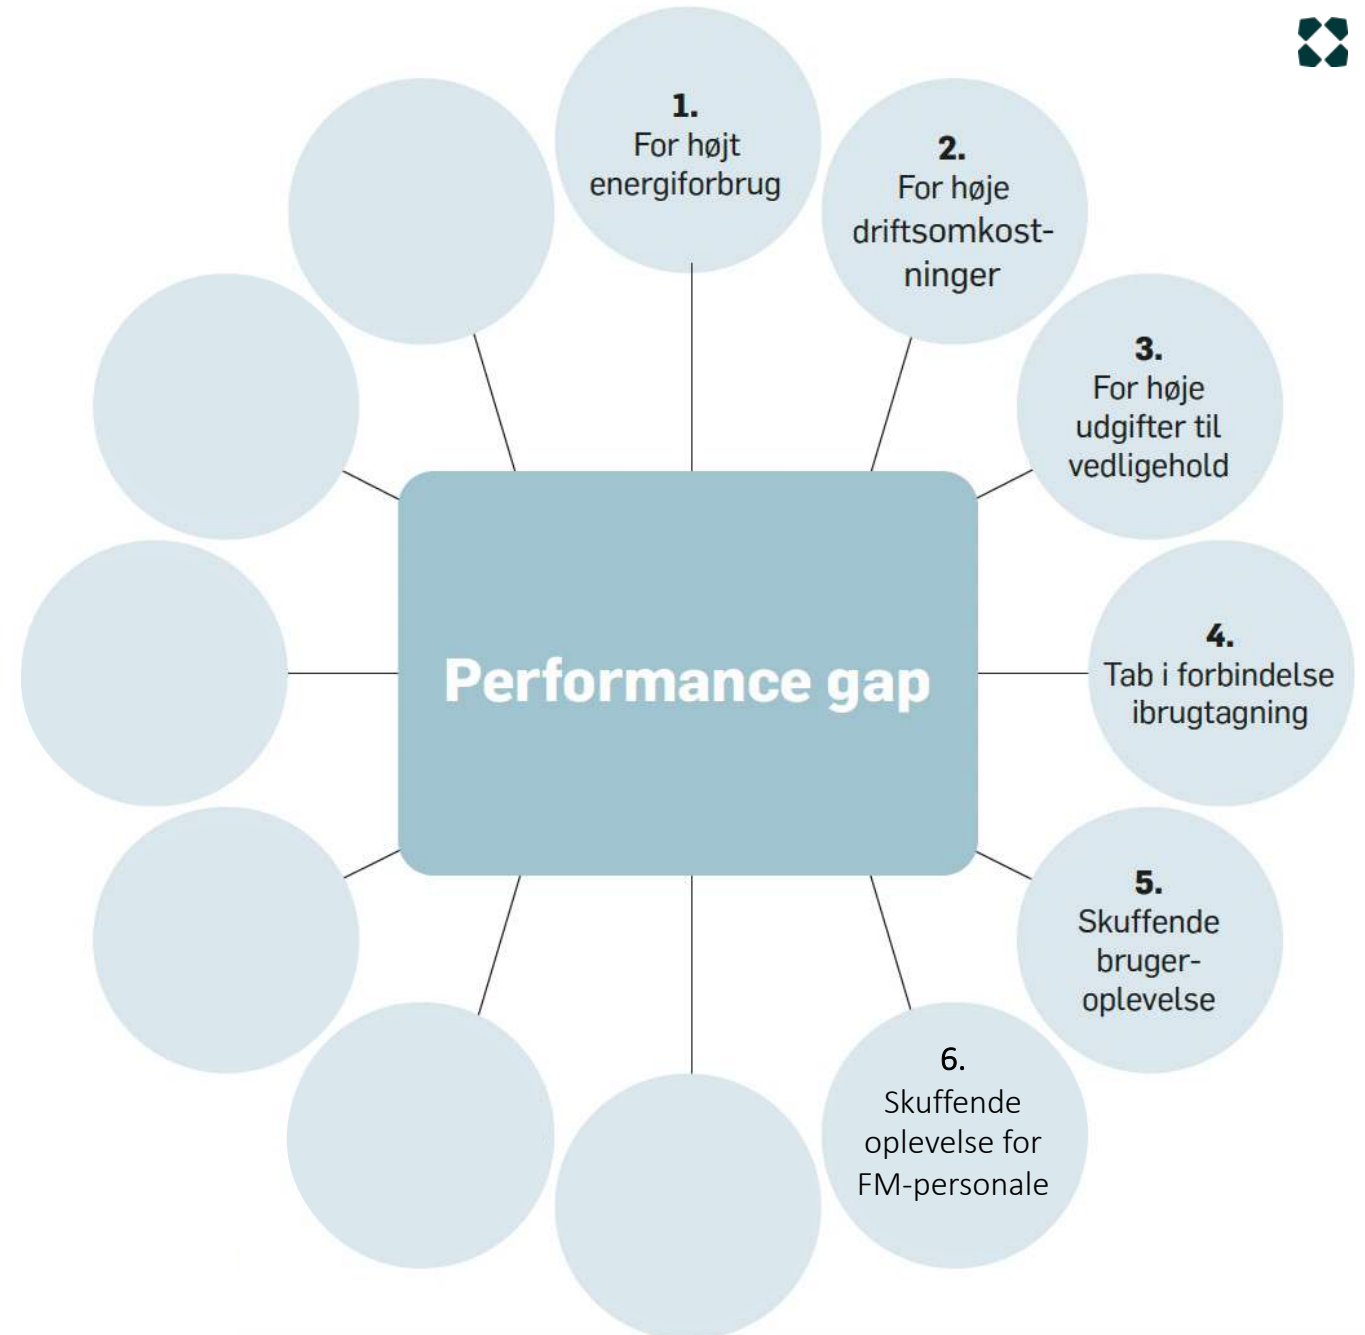 1.
For højt
energiforbrug
2.
For høje
driftsomkost-
ninger
3.
For høje
udgifter til
vedligehold
4.
Tab i forbindelse
ibrugtagning
5.
Skuffende
bruger-
oplevelse
6.
Skuffende
oplevelse for
FM-personale
Performance gap